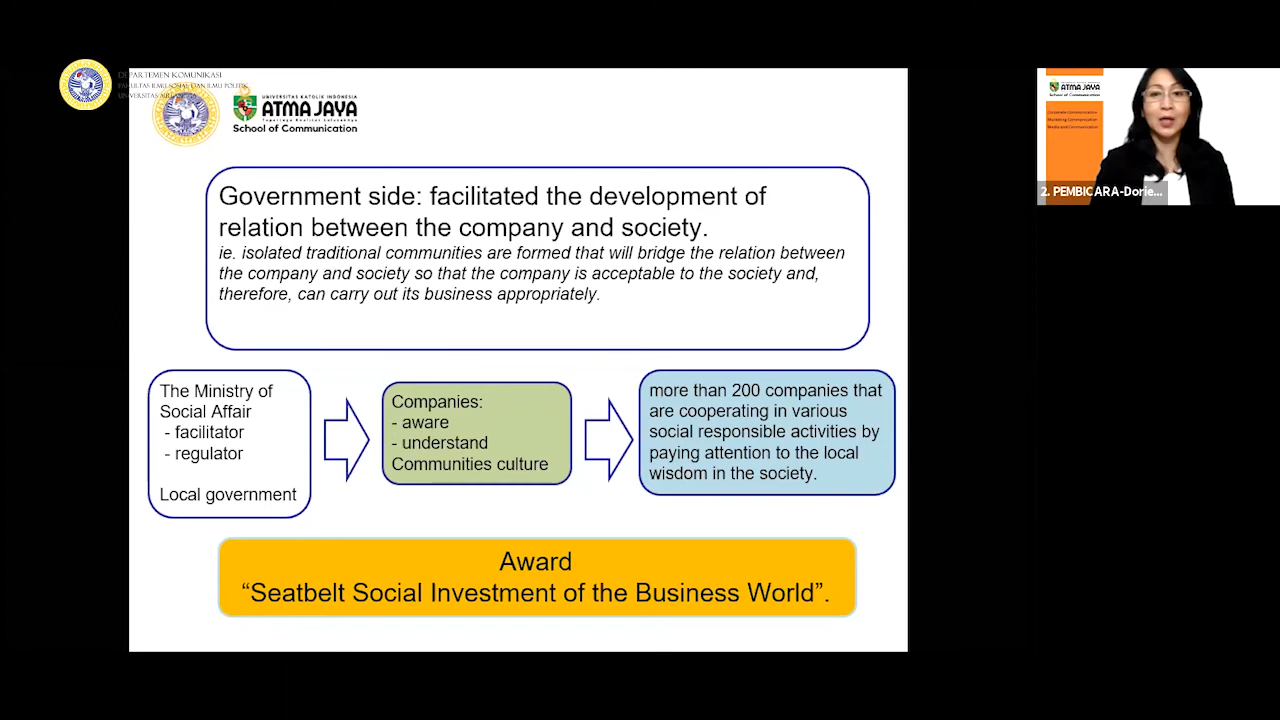 DEPARTEMEN KOMUNIKASI
FAKULTAS ILMU SOSIAL DAN ILMU POLITIK
UNIVERSITAS
UNIVERSITAS KATOLIK INDONESIA
ATMA JAYA
School of Communication
Government side: facilitated the development of
relation between the company and society.
ie. isolated traditional communities are formed that will bridge the relation between
the company and society so that the company is acceptable to the society and,
therefore, can carry out its business appropriately.
The Ministry of
Social Affair
- facilitator
- regulator
Local government
Companies:
- aware
- understand
Communities culture
more than 200 companies that
are cooperating in various
social responsible activities by
paying attention to the local
wisdom in the society.
Award
“Seatbelt Social Investment of the Business World”.
ATMA JAYA
School of Communication
Corporate Communication
Marketing Communication
Media and Communication
2. PEMBICARA-Dorie...